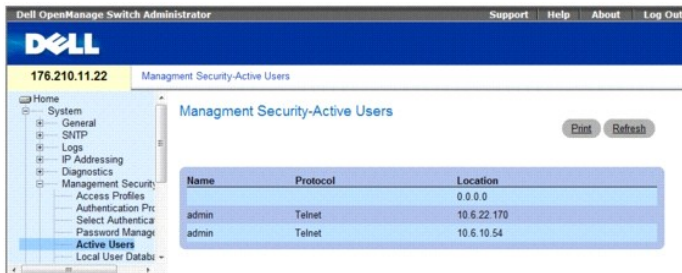 Dell OpenManage Switch Administrator
Support Help About Log Out
DELL
176.210.11.22
Managment Security-Active Users
Home
System
General
SNTP
Logs
IP Addressing
Diagnostics
Management Security
Access Profiles
Authentication Pro
Select Authentica
Password Manage
Active Users
Local User Databa
Managment Security-Active Users
Print Refresh
Name Protocol Location
0.0.0.0
admin Telnet 10.6.22.170
admin Telnet 10.6.10.54